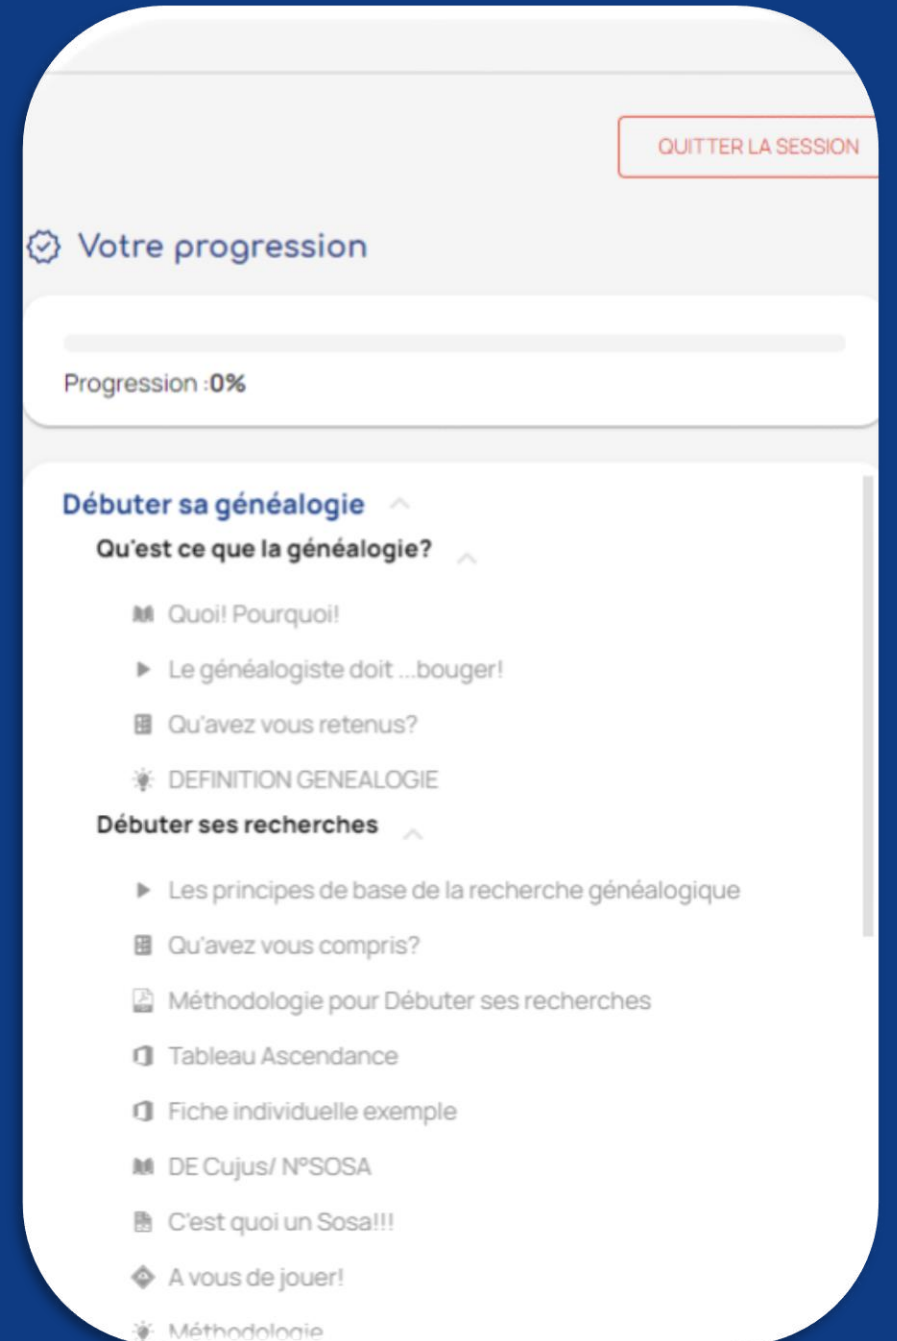 QUITTER LA SESSION
Votre progression
Progression :0%
Débuter sa généalogie
Qu'est ce que la généalogie?
Quoi! Pourquoi!
Le généalogiste doit ...bouger!
Qu'avez vous retenus?
DEFINITION GENEALOGIE
Débuter ses recherches
Les principes de base de la recherche généalogique
Qu'avez vous compris?
Méthodologie pour Débuter ses recherches
Tableau Ascendance
Fiche individuelle exemple
DE Cujus/ N°SOSA
C'est quoi un Sosa!!!
A vous de jouer!
Méthodologie